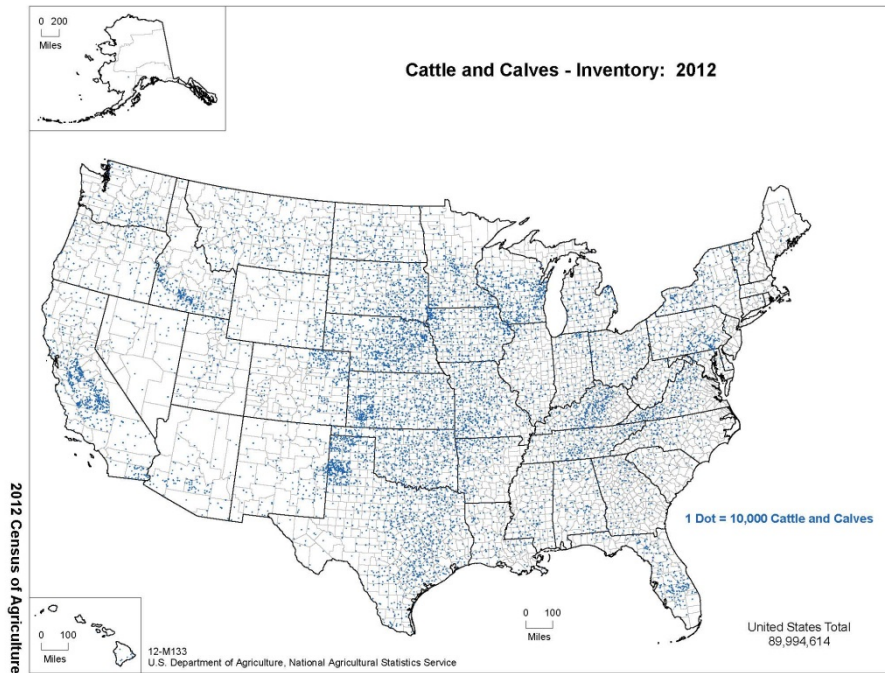 0 200
Miles
Cattle and Calves - Inventory: 2012
1 Dot = 10,000 Cattle and Calves
2012 Census of Agriculture
0 100
Miles
12-M133
U.S. Department of Agriculture, National Agricultural Statistics Service
0 100
Miles
United States Total
89,994,614